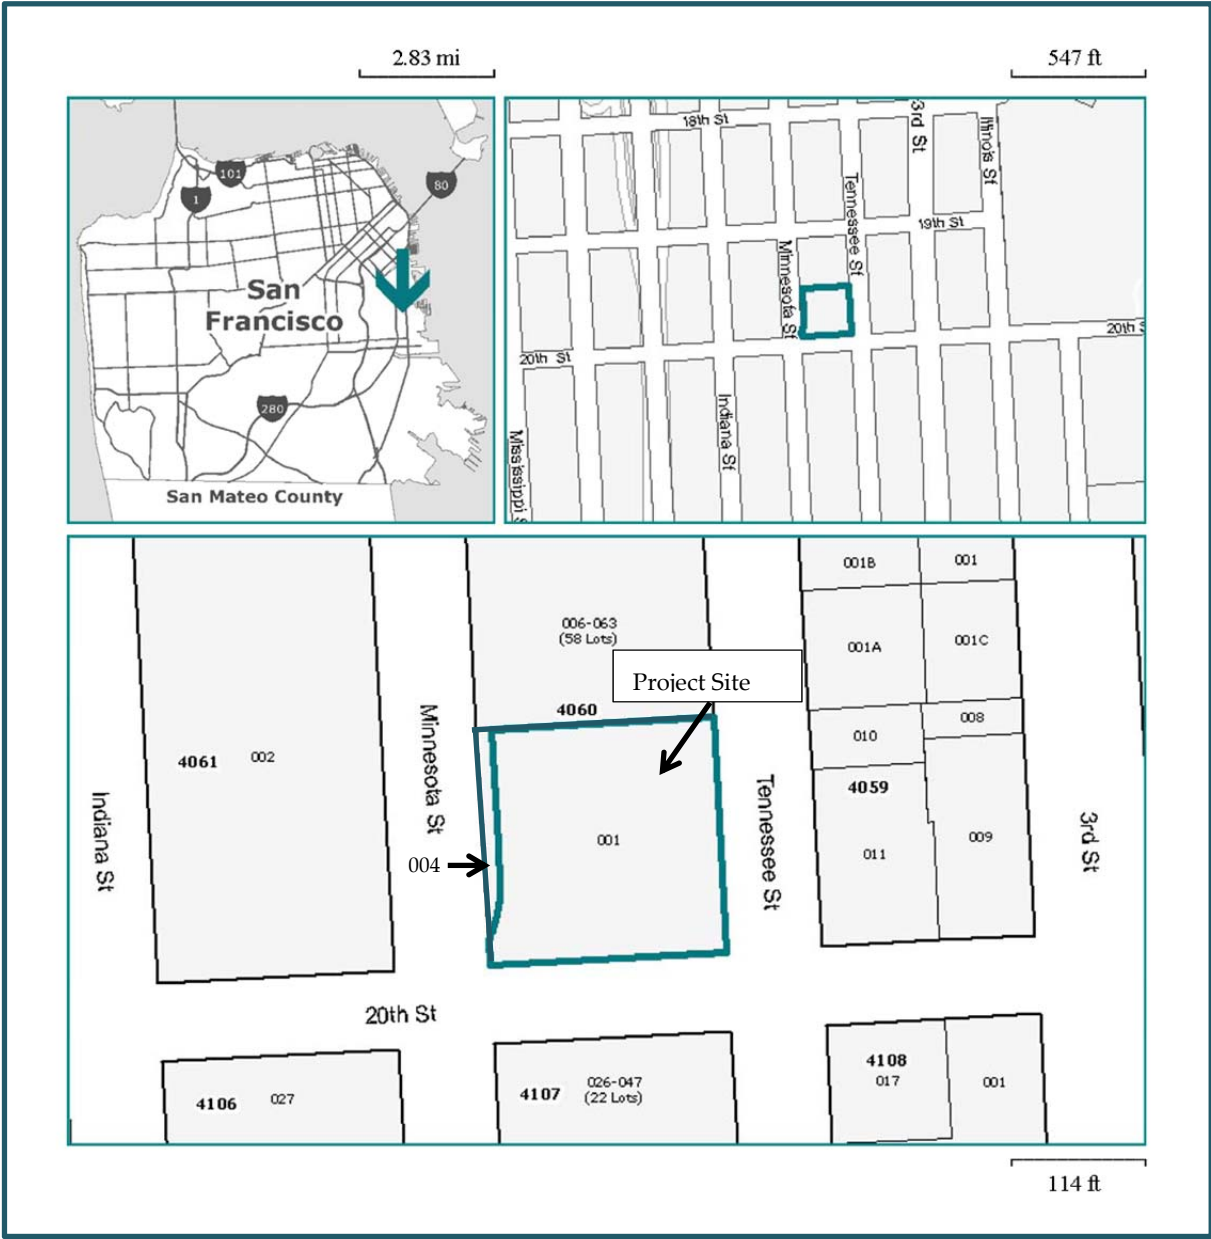 2.83 mi
547 ft
101
1
80
San
Francisco
280
San Mateo County
18th St
3rd St
Illinois St
Tennessee St
19th St
Minnesota St
20th St
20th S
Indiana St
Mississippi S
001B
001
006-063
(58 Lots)
001A
001C
Project Site
4060
008
010
4061
002
Minnesota St
4059
Indiana St
Tennessee St
001
009
3rd St
011
004
20th St
4106
027
4107
026-047
(22 Lots)
4108
017
001
114 ft